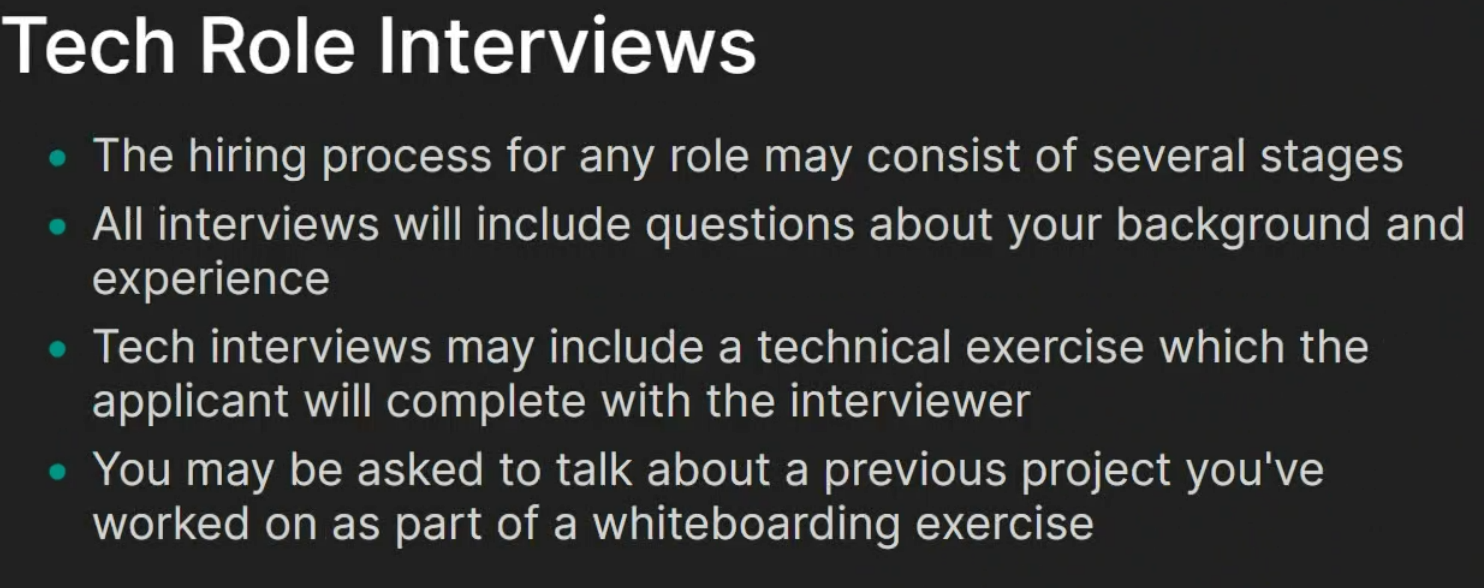 Tech Role Interviews
The hiring process for any role may consist of several stages
All interviews will include questions about your background and
experience
Tech interviews may include a technical exercise which the
applicant will complete with the interviewer
You may be asked to talk about a previous project you've
worked on as part of a whiteboarding exercise